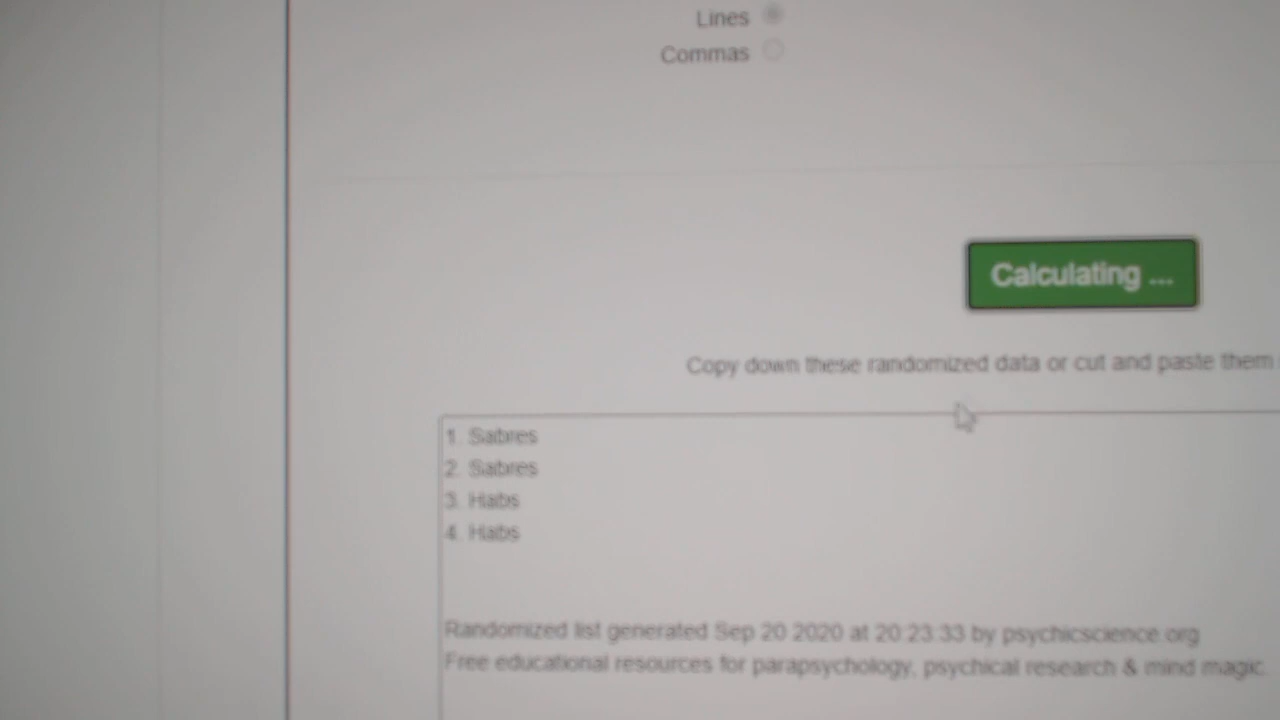 Lines
Commas
Calculating ...
Copy down these randomized data or cut and paste them
1. Sabres
2. Sabres
3. Habs
4. Habs
Randomized list generated Sep 20 2020 at 20:23:33 by psychicscience.org
Free educational resources for parapsychology, psychical research & mind magic.